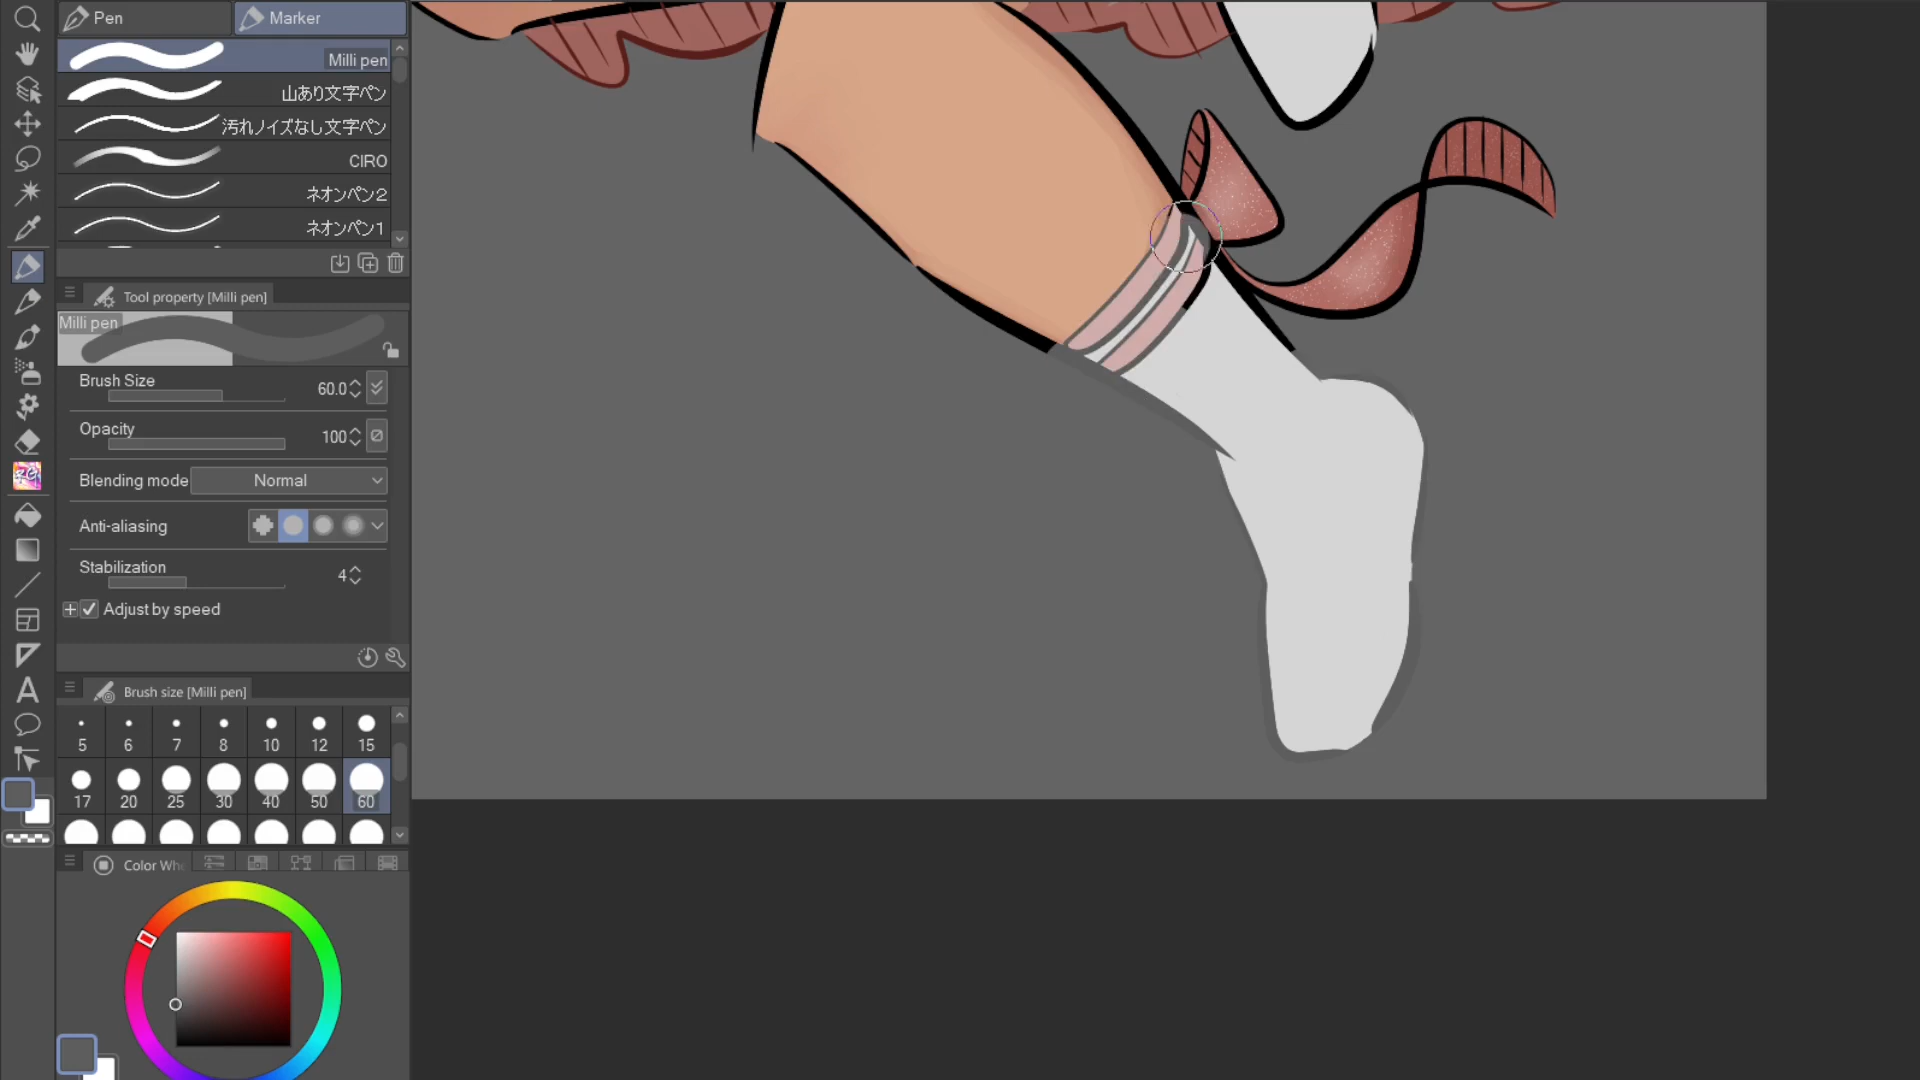 Pen
Marker
Milli pen
山あり文字ペン
汚れノイズなし文字ペン
CIRO
ネオンペン2
ネオンペン1
Tool property [Milli pen]
Milli pen
Brush Size 60.0
Opacity 100
Blending mode Normal
Anti-aliasing
Stabilization 4
Adjust by speed
Brush size [Milli pen]
5 6 7 8 10 12 15
17 20 25 30 40 50 60
Color Whe